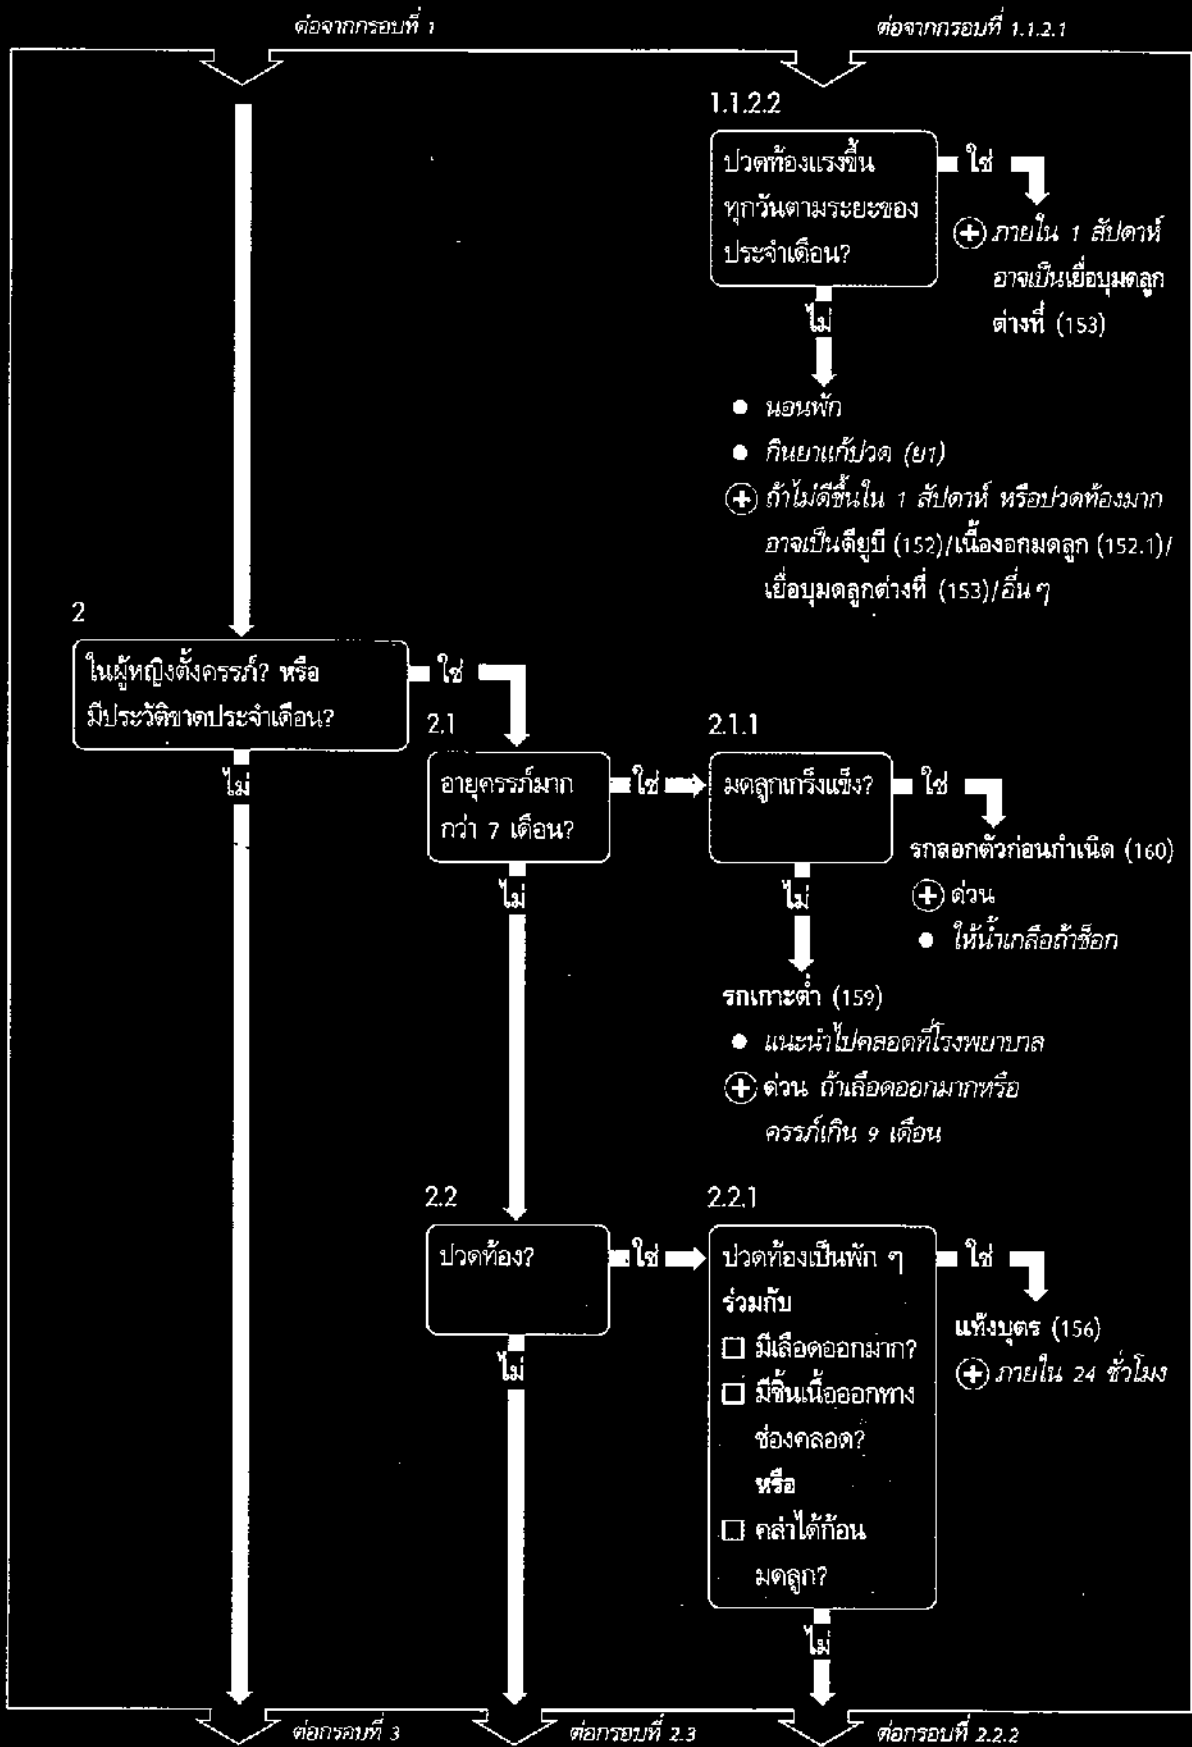 ต่อจากกรอบที่ 1
ต่อจากกรอบที่ 1.1.2.1
1.1.2.2
ปวดท้องแรงขึ้น
ทุกวันตามระยะของ
ประจำเดือน?
ใช่
ภายใน 1 สัปดาห์
อาจเป็นเยื่อบุมดลูก
ต่างที่ (153)
ไม่
นอนพัก
กินยาแก้ปวด (ย1)
ถ้าไม่ดีขึ้นใน 1 สัปดาห์ หรือปวดท้องมาก
อาจเป็นดียูบี (152)/เนื้องอกมดลูก (152.1)/
เยื่อบุมดลูกต่างที่ (153)/อื่น ๆ
2
ในผู้หญิงตั้งครรภ์? หรือ
มีประวัติขาดประจำเดือน?
ใช่
ไม่
2.1
อายุครรภ์มาก
กว่า 7 เดือน?
ใช่
ไม่
2.1.1
มดลูกเกร็งแข็ง?
ใช่
รกลอกตัวก่อนกำเนิด (160)
ด่วน
ให้น้ำเกลือถ้าช็อก
ไม่
รกเกาะต่ำ (159)
แนะนำไปคลอดที่โรงพยาบาล
ด่วน ถ้าเลือดออกมากหรือ
ครรภ์เกิน 9 เดือน
2.2
ปวดท้อง?
ใช่
ไม่
2.2.1
ปวดท้องเป็นพัก ๆ
ร่วมกับ
มีเลือดออกมาก?
มีชิ้นเนื้อออกทาง
ช่องคลอด?
หรือ
คลำได้ก้อน
มดลูก?
ใช่
แท้งบุตร (156)
ภายใน 24 ชั่วโมง
ไม่
ต่อกรอบที่ 3
ต่อกรอบที่ 2.3
ต่อกรอบที่ 2.2.2